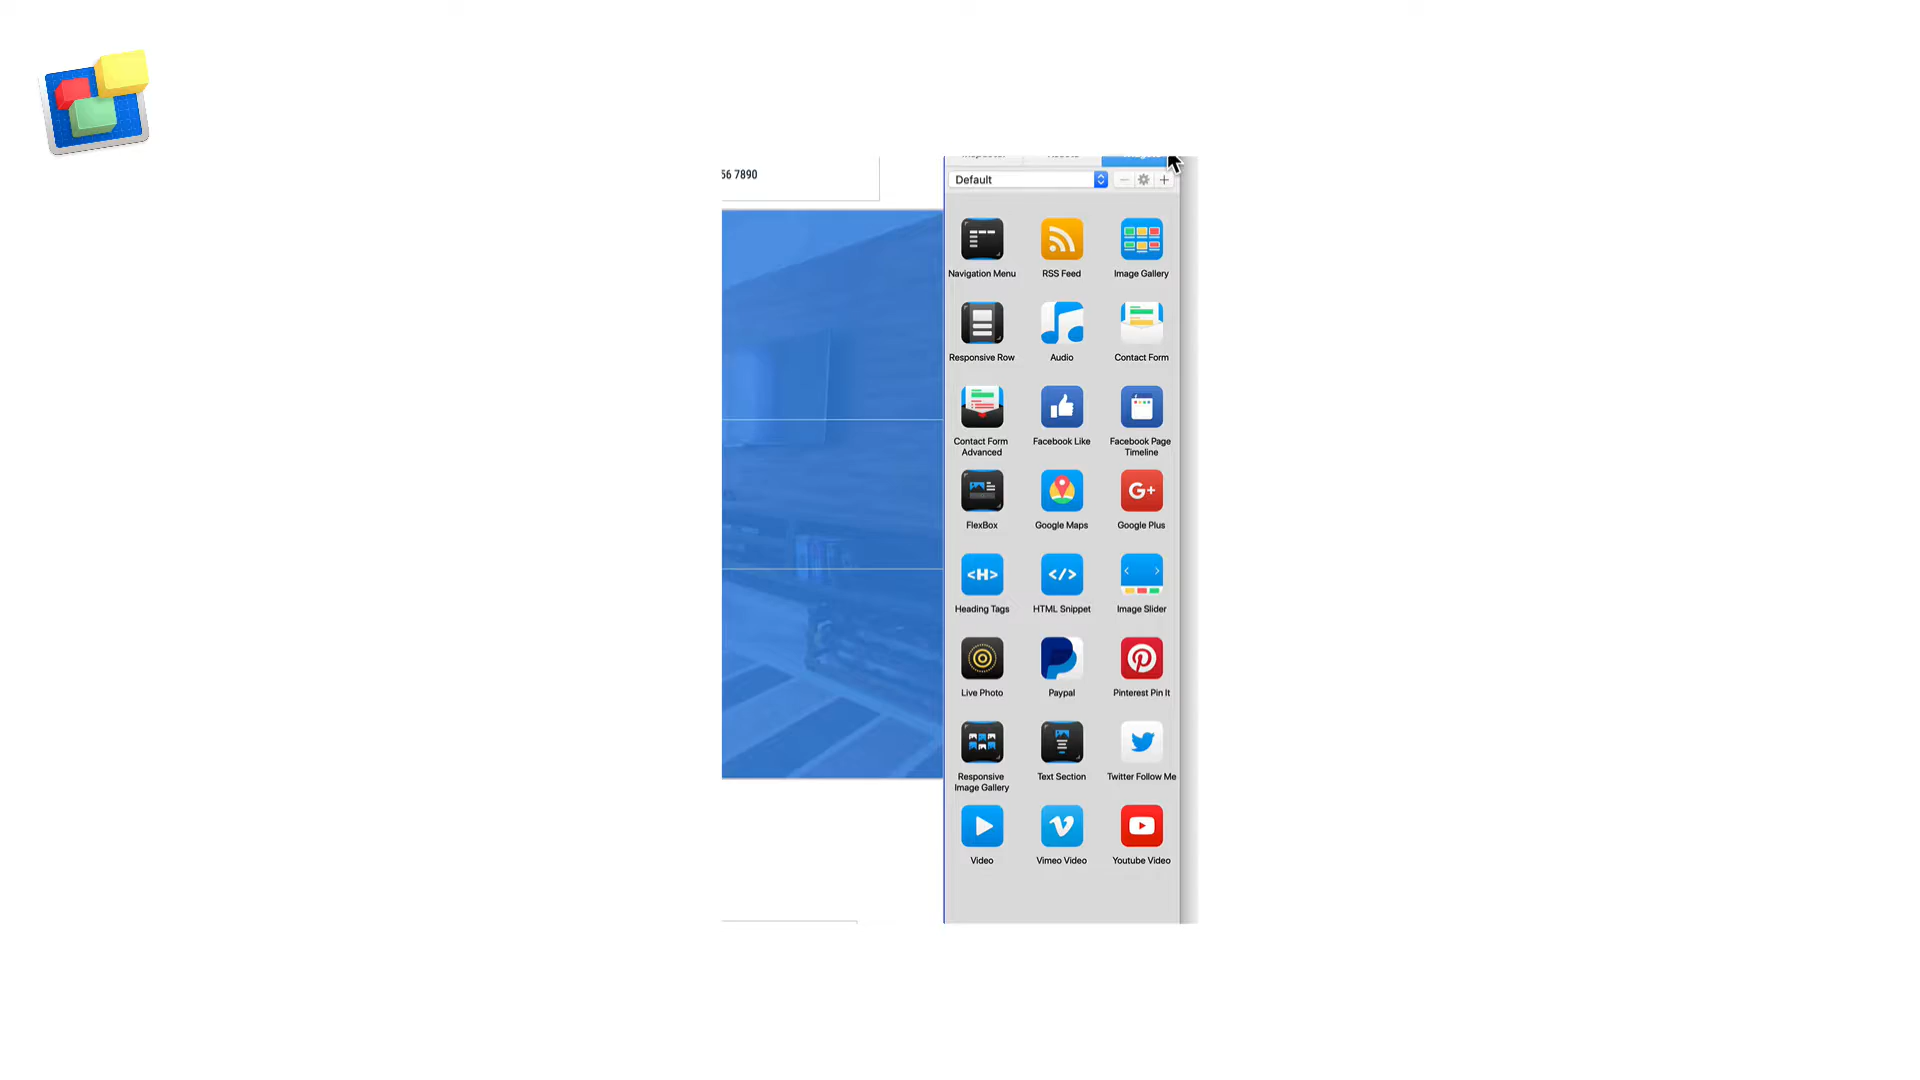 56 7890
Default
Navigation Menu
RSS Feed
Image Gallery
Responsive Row
Audio
Contact Form
Contact Form
Advanced
Facebook Like
Facebook Page
Timeline
FlexBox
Google Maps
G+
Google Plus
<H>
Heading Tags
</>
HTML Snippet
Image Slider
Live Photo
Paypal
Pinterest Pin It
Responsive
Image Gallery
Text Section
Twitter Follow Me
Video
Vimeo Video
Youtube Video